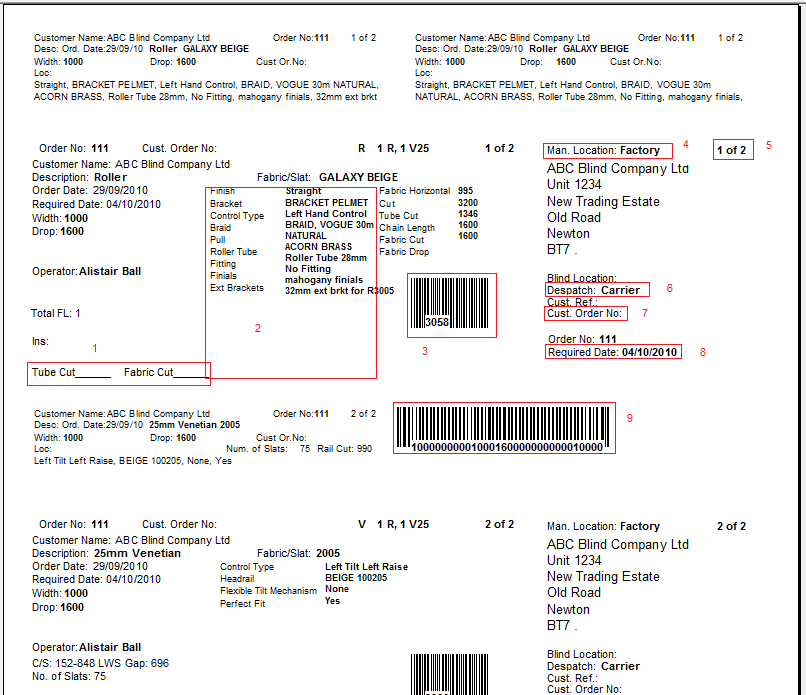 Customer Name:ABC Blind Company Ltd Order No:111 1 of 2
Desc: Ord. Date:29/09/10 Roller GALAXY BEIGE
Width: 1000 Drop: 1600 Cust Or.No:
Loc:
Straight, BRACKET PELMET, Left Hand Control, BRAID, VOGUE 30m NATURAL,
ACORN BRASS, Roller Tube 28mm, No Fitting, mahogany finials, 32mm ext brkt
Customer Name:ABC Blind Company Ltd Order No:111 1 of 2
Desc: Ord. Date:29/09/10 Roller GALAXY BEIGE
Width: 1000 Drop: 1600 Cust Or.No:
Loc:
Straight, BRACKET PELMET, Left Hand Control, BRAID, VOGUE 30m
NATURAL, ACORN BRASS, Roller Tube 28mm, No Fitting, mahogany finials,
Order No: 111 Cust. Order No: R 1 R, 1 V25 1 of 2
Customer Name: ABC Blind Company Ltd
Description: Roller Fabric/Slat: GALAXY BEIGE
Order Date: 29/09/2010
Required Date: 04/10/2010
Width: 1000
Drop: 1600
Operator: Alistair Ball
Total FL: 1
Ins:
1
Tube Cut______ Fabric Cut______
Finish Straight
Bracket BRACKET PELMET
Control Type Left Hand Control
Braid BRAID, VOGUE 30m
Pull NATURAL
Roller Tube ACORN BRASS
Fitting Roller Tube 28mm
Finials No Fitting
Ext Brackets mahogany finials
32mm ext brkt for R3005
2
Fabric Horizontal 995
Cut 3200
Tube Cut 1346
Chain Length 1600
Fabric Cut 1600
Fabric Drop
3058
3
Man. Location: Factory 4 1 of 2 5
ABC Blind Company Ltd
Unit 1234
New Trading Estate
Old Road
Newton
BT7 .
Blind Location:
Despatch: Carrier 6
Cust. Ref.:
Cust. Order No: 7
Order No: 111
Required Date: 04/10/2010 8
Customer Name:ABC Blind Company Ltd Order No:111 2 of 2
Desc: Ord. Date:29/09/10 25mm Venetian 2005
Width: 1000 Drop: 1600 Cust Or.No:
Loc: Num. of Slats: 75 Rail Cut: 990
Left Tilt Left Raise, BEIGE 100205, None, Yes
9
Order No: 111 Cust. Order No: V 1 R, 1 V25 2 of 2
Customer Name: ABC Blind Company Ltd
Description: 25mm Venetian Fabric/Slat: 2005
Order Date: 29/09/2010
Required Date: 04/10/2010
Width: 1000
Drop: 1600
Control Type Left Tilt Left Raise
Headrail BEIGE 100205
Flexible Tilt Mechanism None
Perfect Fit Yes
Operator: Alistair Ball
C/S: 152-848 LWS Gap: 696
No. of Slats: 75
Man. Location: Factory 2 of 2
ABC Blind Company Ltd
Unit 1234
New Trading Estate
Old Road
Newton
BT7 .
Blind Location:
Despatch: Carrier
Cust. Ref.:
Cust. Order No: